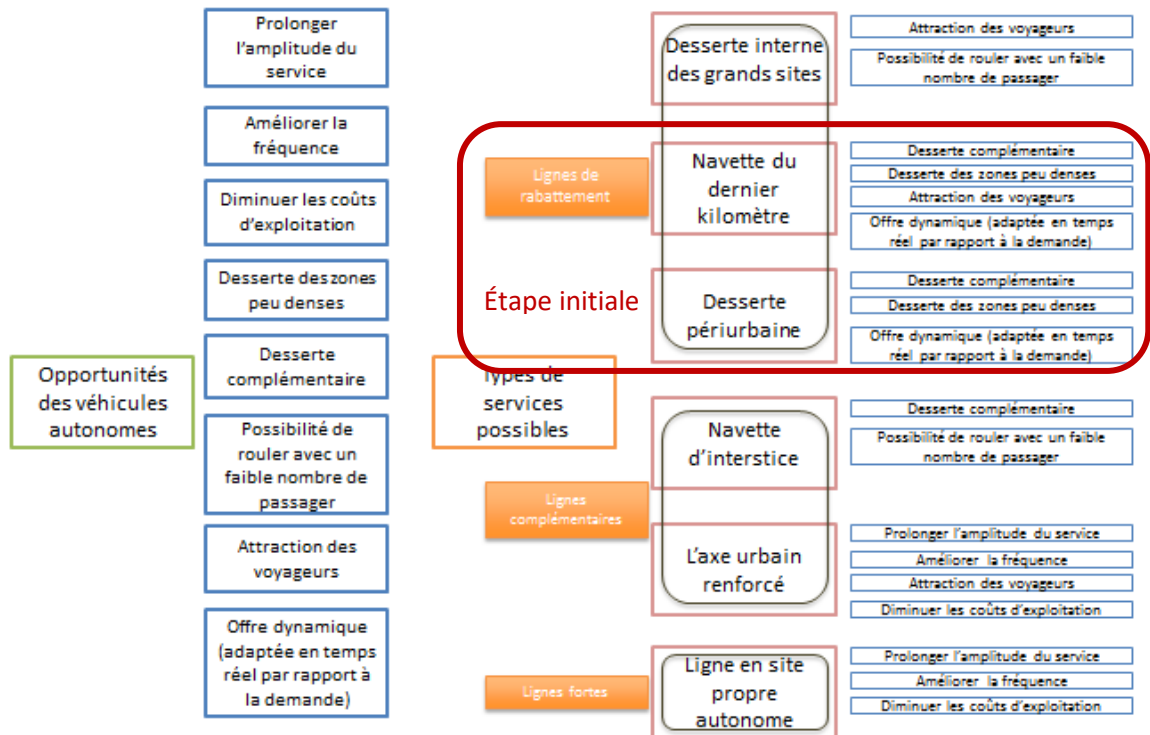 Opportunités
des véhicules
autonomes
Prolonger
l'amplitude du
service
Améliorer la
fréquence
Diminuer les coûts
d'exploitation
Desserte des zones
peu denses
Desserte
complémentaire
Possibilité de
rouler avec un
faible nombre de
passager
Attraction des
voyageurs
Offre dynamique
(adaptée en temps
réel par rapport à
la demande)
Types de
services
possibles
Étape initiale
Lignes de
rabattement
Desserte interne
des grands sites
Attraction des voyageurs
Possibilité de rouler avec un faible
nombre de passager
Navette du
dernier
kilomètre
Desserte complémentaire
Desserte des zones peu denses
Attraction des voyageurs
Offre dynamique (adaptée en temps
réel par rapport à la demande)
Desserte
périurbaine
Desserte complémentaire
Desserte des zones peu denses
Offre dynamique (adaptée en temps
réel par rapport à la demande)
Lignes
complémentaires
Navette
d'interstice
Desserte complémentaire
Possibilité de rouler avec un faible
nombre de passager
L'axe urbain
renforcé
Prolonger l'amplitude du service
Améliorer la fréquence
Attraction des voyageurs
Diminuer les coûts d'exploitation
Lignes fortes
Ligne en site
propre
autonome
Prolonger l'amplitude du service
Améliorer la fréquence
Diminuer les coûts d'exploitation